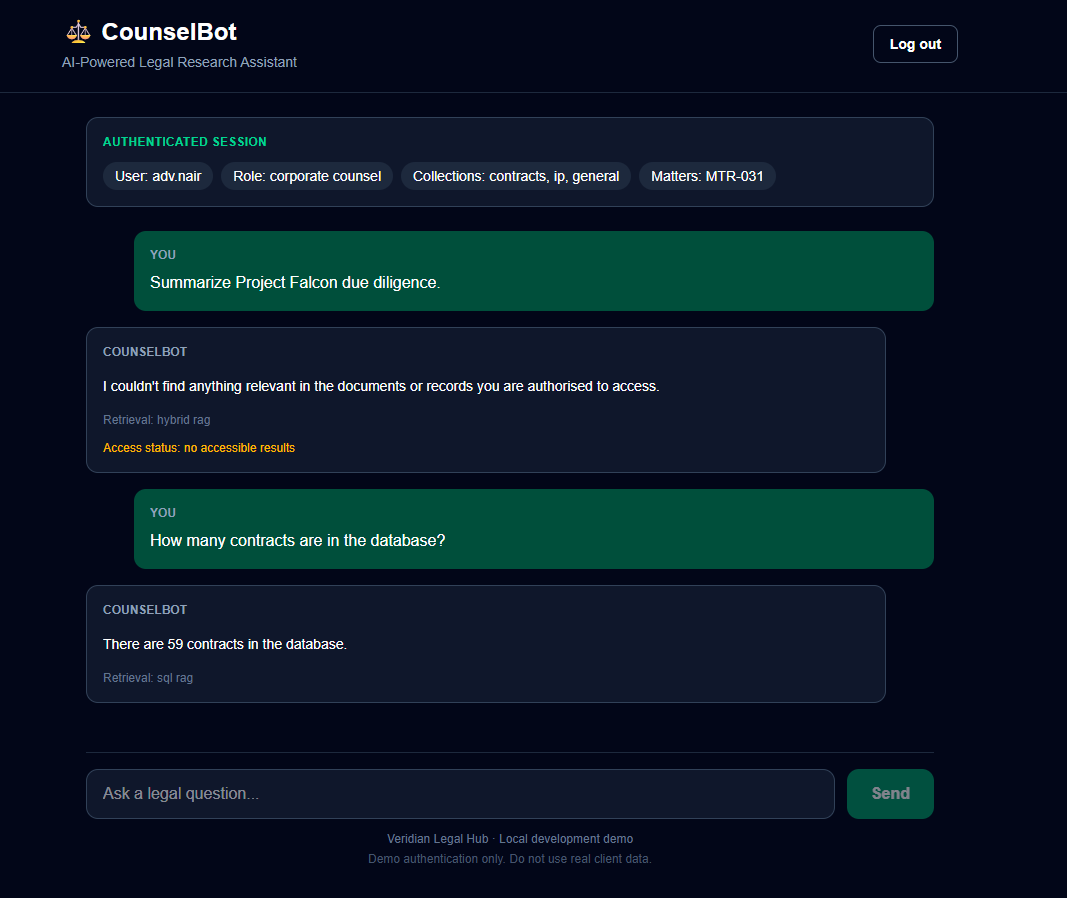 CounselBot
AI-Powered Legal Research Assistant
Log out
AUTHENTICATED SESSION
User: adv.nair
Role: corporate counsel
Collections: contracts, ip, general
Matters: MTR-031
YOU
Summarize Project Falcon due diligence.
COUNSELBOT
I couldn't find anything relevant in the documents or records you are authorised to access.
Retrieval: hybrid rag
Access status: no accessible results
YOU
How many contracts are in the database?
COUNSELBOT
There are 59 contracts in the database.
Retrieval: sql rag
Ask a legal question...
Send
Veridian Legal Hub · Local development demo
Demo authentication only. Do not use real client data.